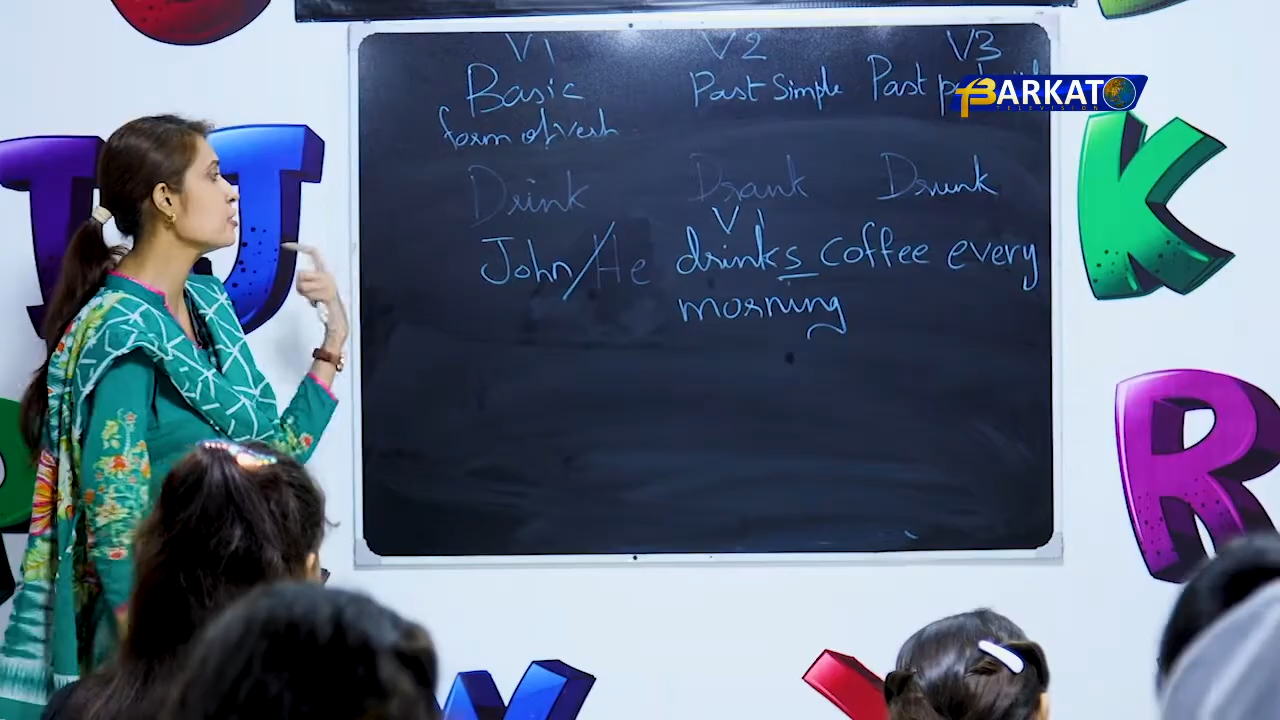 V1 V2 V3
Basic Past Simple Past
form of verb
Drink Drank Drunk
V1
John/He drinks coffee every
morning
BARKAT
TELEVISION
J
K
R